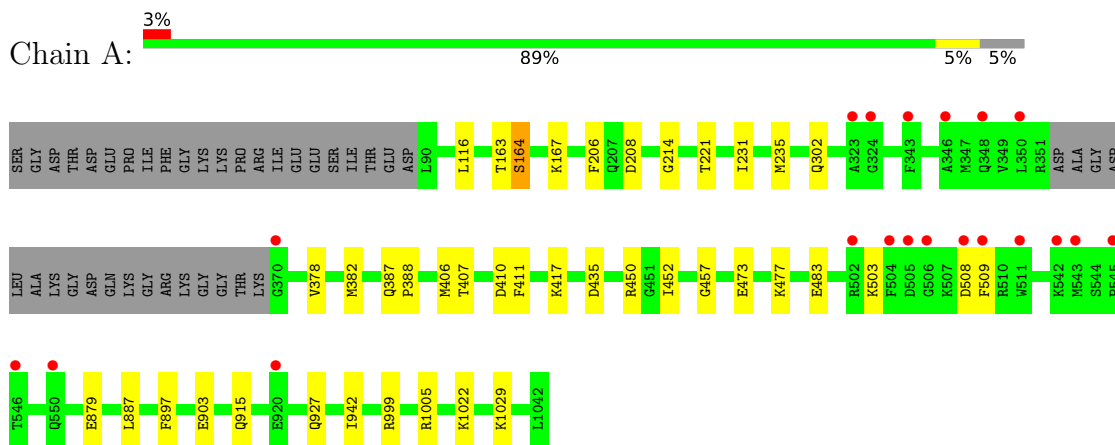 3%
Chain A:
89% 5% 5%
SER GLY ASP THR ASP GLU PRO ILE PHE GLY LYS LYS PRO ARG ILE GLU GLU SER ILE THR GLU ASP L90 L116 T163 S164 K167 F206 Q207 D208 G214 T221 I231 M235 Q302 A323 G324 F343 A346 M347 Q348 V349 L350 R351 ASP ALA GLY ASP
LEU ALA LYS GLY ASP GLN LYS GLY ARG LYS GLY GLY THR LYS G370 V378 M382 Q387 P388 M406 T407 D410 F411 K417 D435 R450 G451 I452 G457 E473 K477 E483 R502 K503 F504 D505 G506 K507 D508 F509 R510 W511 K542 M543 S544 P545
T546 Q550 E879 L887 F897 E903 Q915 E920 Q927 I942 R999 R1005 K1022 K1029 L1042